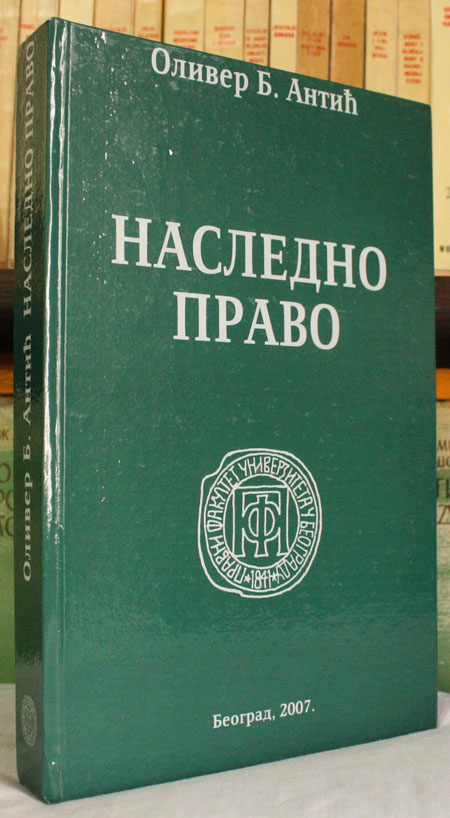 Оливер Б. Антић
НАСЛЕДНО
ПРАВО
ПРАВНИ ФАКУЛТЕТ УНИВЕРЗИТЕТА У БЕОГРАДУ
1841
Београд, 2007.
Оливер Б. Антић НАСЛЕДНО ПРАВО